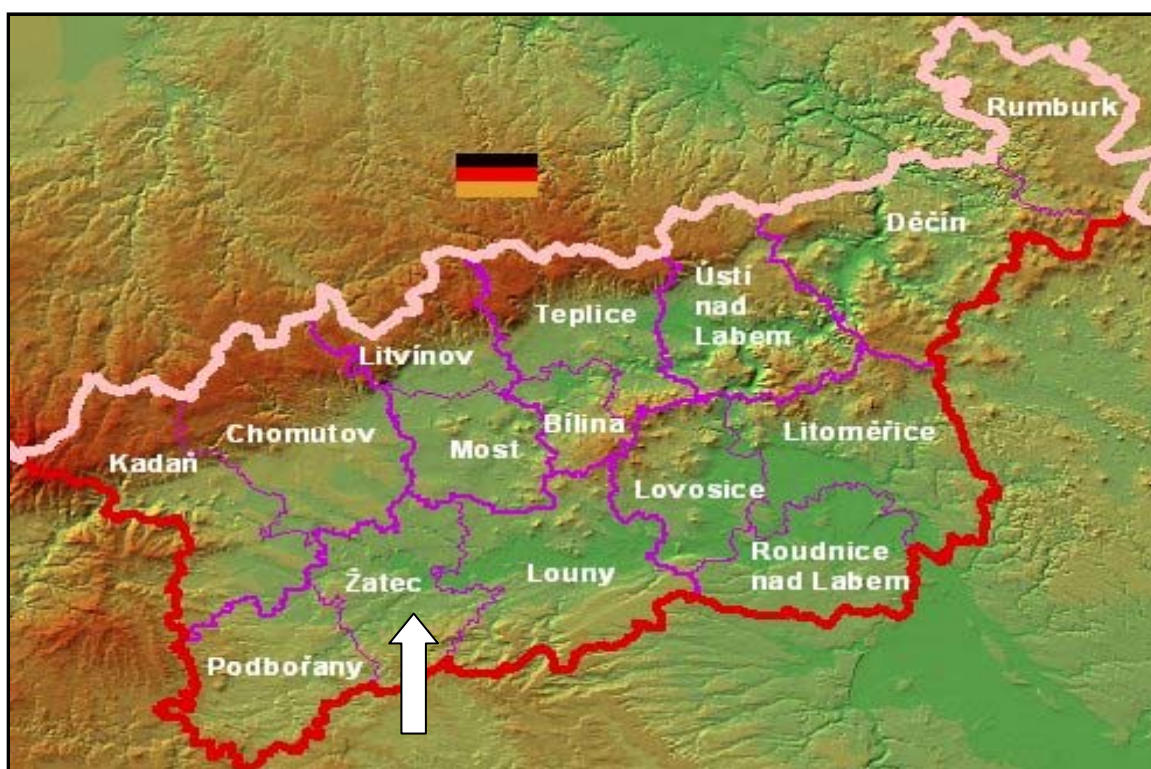 Rumburk
Děčín
Ústí
nad
Labem
Teplice
Litvínov
Bílina
Chomutov
Most
Litoměřice
Kadaň
Lovosice
Roudnice
nad Labem
Žatec
Louny
Podbořany